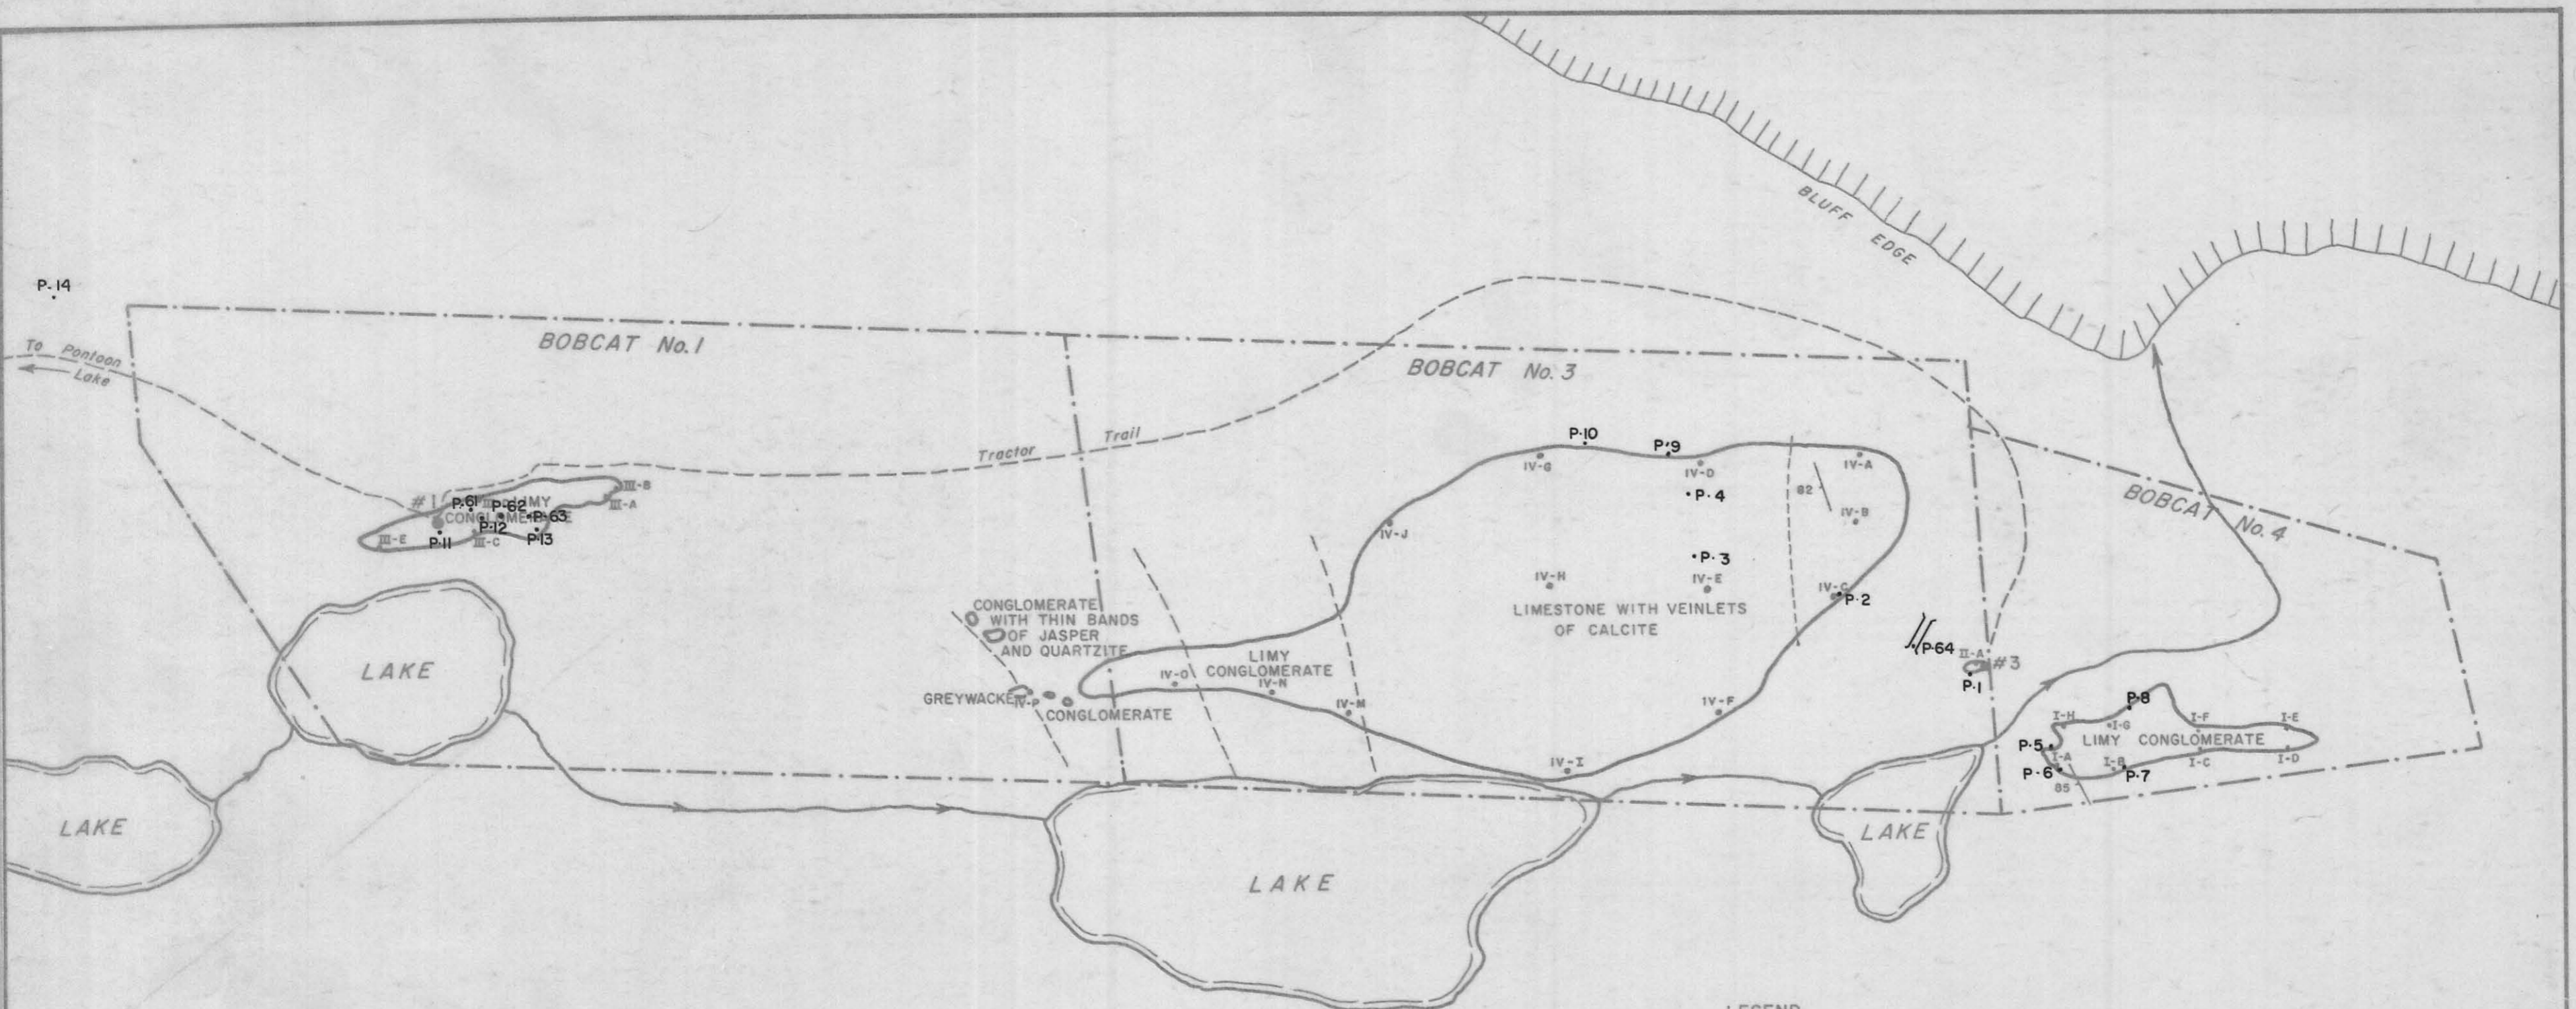 BLUFF EDGE
P-14
BOBCAT No. 1
To Pontoon
Lake
BOBCAT No. 3
Tractor Trail
P-10
P-9
IV-G
IV-D
IV-A
P-4
82
IV-B
IV-J
BOBCAT No. 4
#1
P-61
LIMY
P-62
CONGLOMERATE
P-63
P-12
III-B
III-A
III-E
P-11
III-C
P-13
P-3
IV-H
IV-E
IV-C
P-2
LIMESTONE WITH VEINLETS
OF CALCITE
CONGLOMERATE
WITH THIN BANDS
OF JASPER
AND QUARTZITE
LIMY
CONGLOMERATE
IV-O
IV-N
IV-M
GREYWACKE
IV-P
CONGLOMERATE
IV-F
IV-I
P-64
II-A
#3
P-1
P-8
I-H
I-G
I-F
I-E
P-5
LIMY CONGLOMERATE
I-A
I-B
I-C
I-D
P-6
P-7
85
LAKE
LAKE
LAKE
LAKE
LEGEND